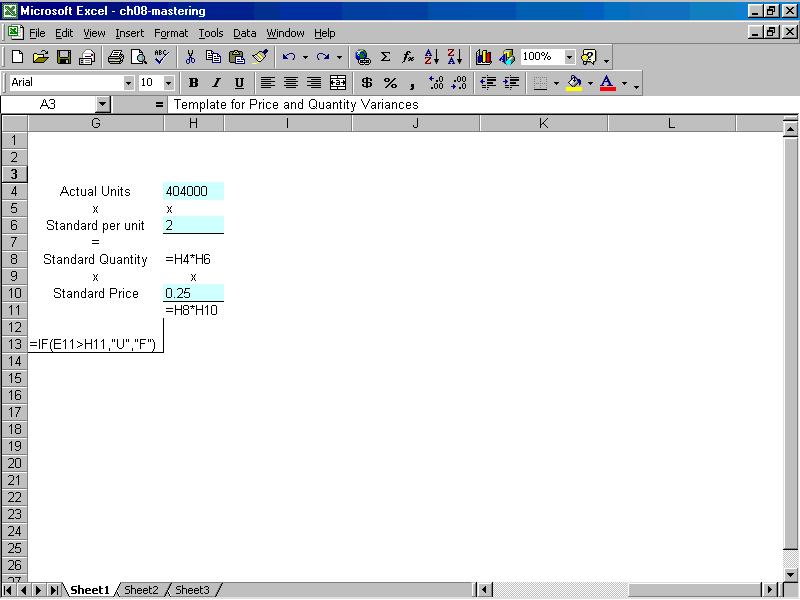 Microsoft Excel - ch08-mastering
File Edit View Insert Format Tools Data Window Help
100%
Arial 10 B I U $ % , .00 .00
A3 = Template for Price and Quantity Variances
G H I J K L
1
2
3
4 Actual Units 404000
5 x x
6 Standard per unit 2
7 =
8 Standard Quantity =H4*H6
9 x x
10 Standard Price 0.25
11 =H8*H10
12
13 =IF(E11>H11,"U","F")
14
15
16
17
18
19
20
21
22
23
24
25
26
27
Sheet1 Sheet2 Sheet3